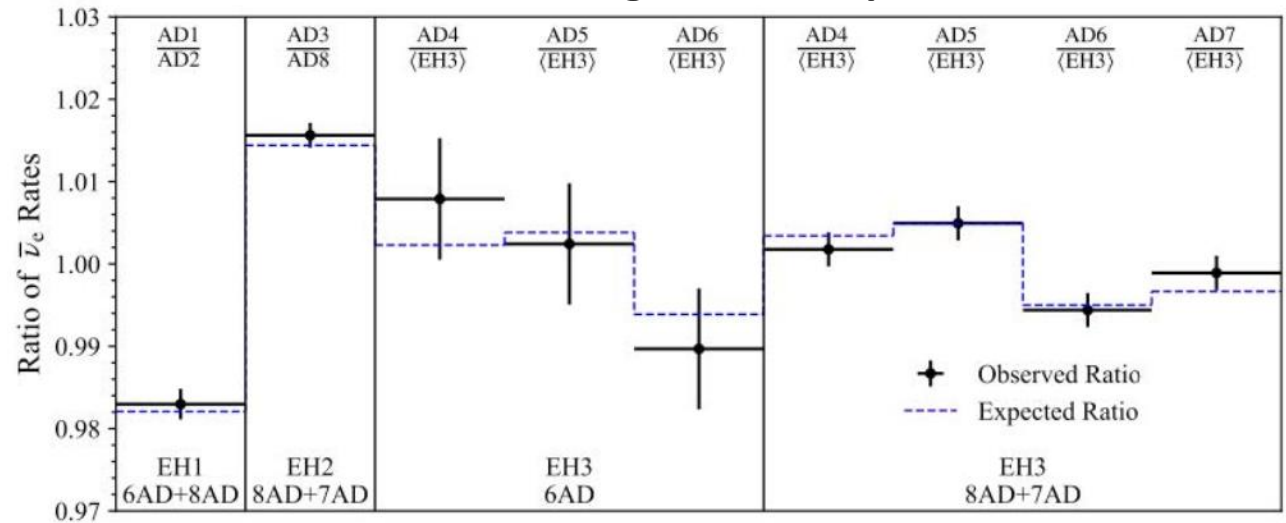 1.03
1.02
1.01
1.00
0.99
0.98
0.97
Ratio of ν̅e Rates
AD1
AD2
AD3
AD8
AD4
⟨EH3⟩
AD5
⟨EH3⟩
AD6
⟨EH3⟩
AD4
⟨EH3⟩
AD5
⟨EH3⟩
AD6
⟨EH3⟩
AD7
⟨EH3⟩
Observed Ratio
Expected Ratio
EH1
6AD+8AD
EH2
8AD+7AD
EH3
6AD
EH3
8AD+7AD